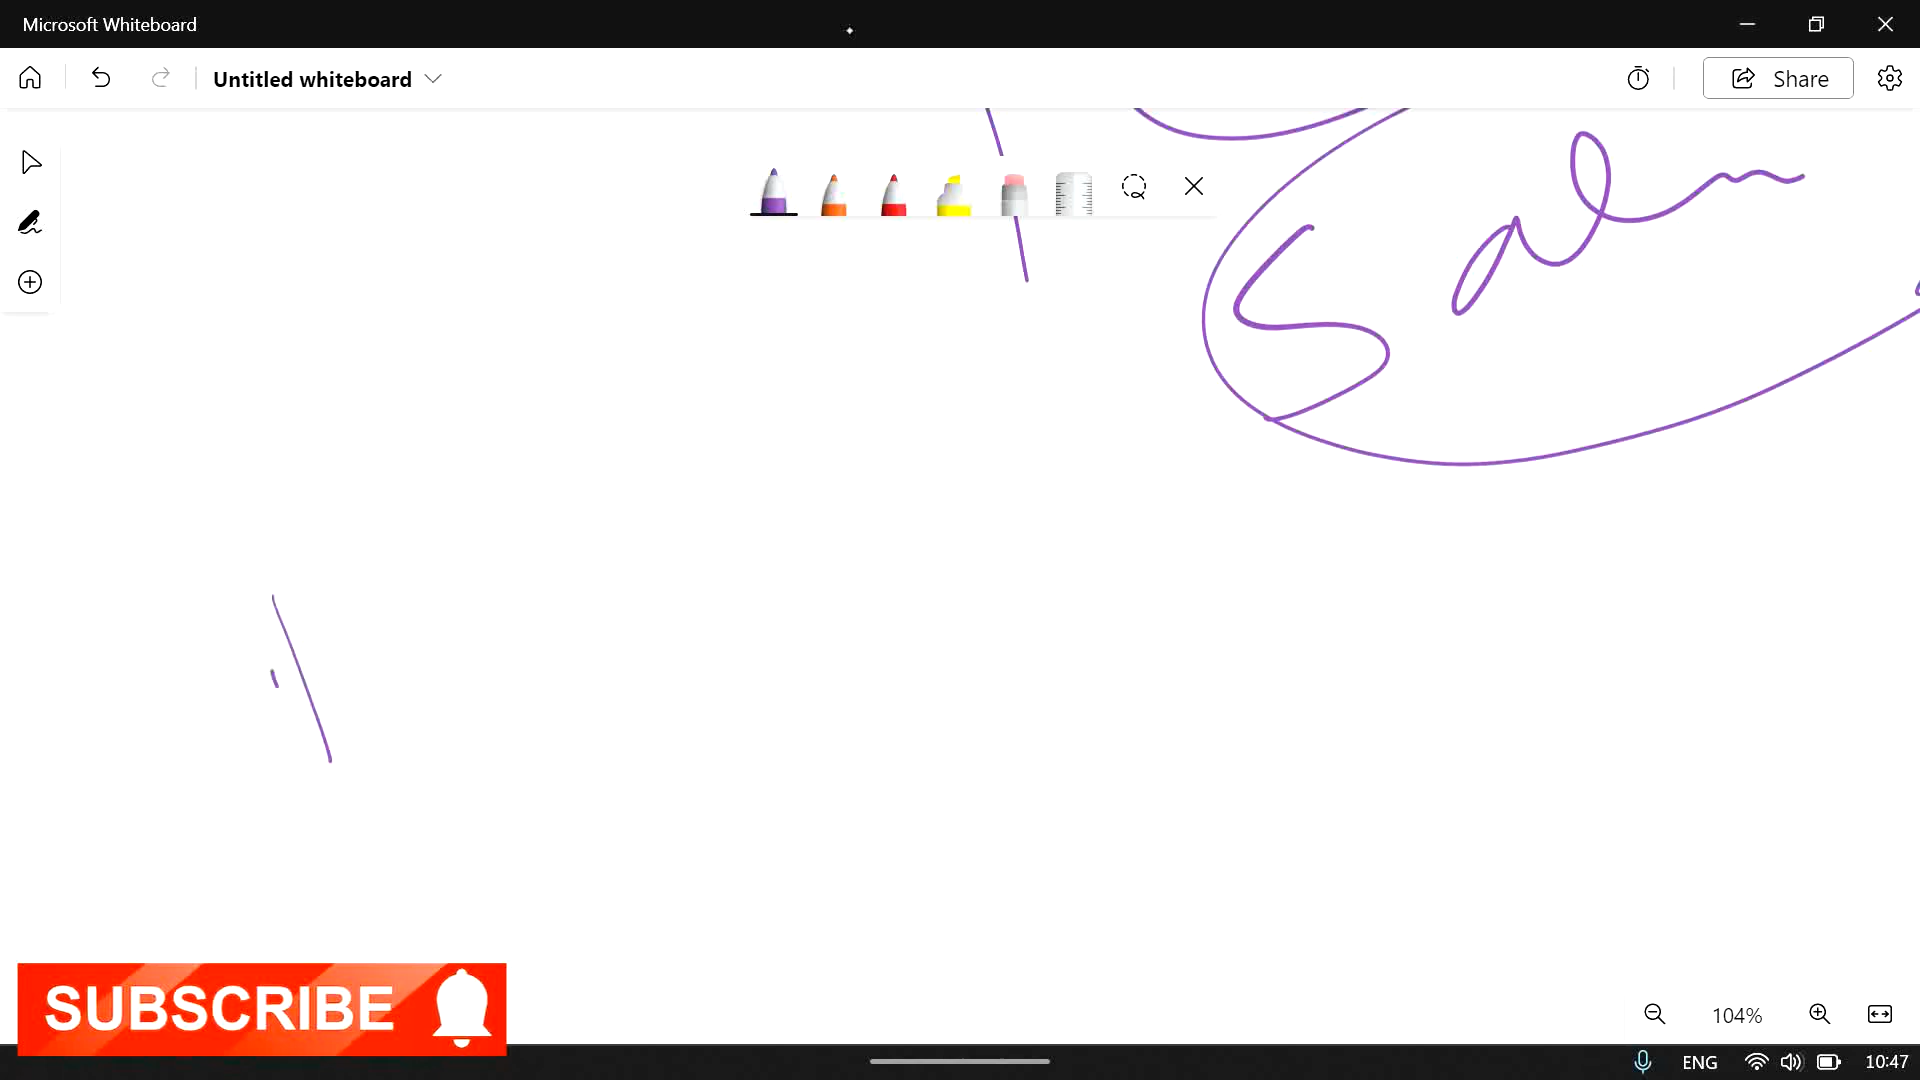 Microsoft Whiteboard
Untitled whiteboard
Share
SUBSCRIBE
104%
ENG
10:47